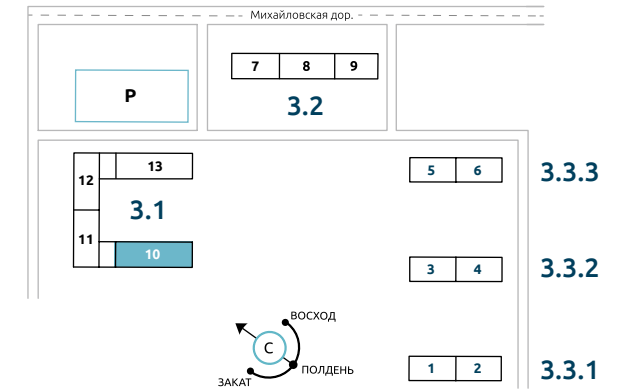 Михайловская дор.
7 8 9
P
3.2
13
12
5 6
3.3.3
3.1
11
10
3 4
3.3.2
ВОСХОД
С
ПОЛДЕНЬ
ЗАКАТ
1 2
3.3.1